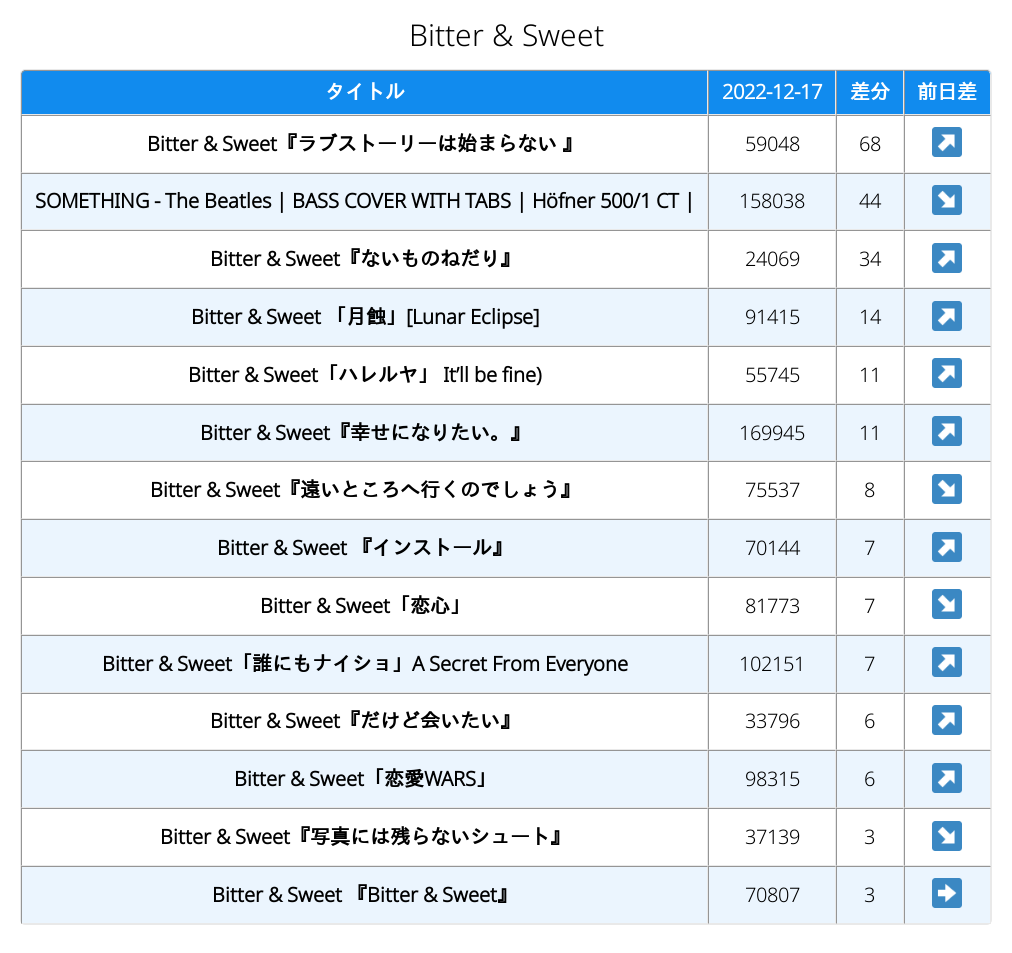 Bitter & Sweet
タイトル 2022-12-17 差分 前日差
Bitter & Sweet『ラブストーリーは始まらない 』 59048 68
SOMETHING - The Beatles | BASS COVER WITH TABS | Höfner 500/1 CT | 158038 44
Bitter & Sweet『ないものねだり』 24069 34
Bitter & Sweet 「月蝕」[Lunar Eclipse] 91415 14
Bitter & Sweet「ハレルヤ」 It’ll be fine) 55745 11
Bitter & Sweet『幸せになりたい。』 169945 11
Bitter & Sweet『遠いところへ行くのでしょう』 75537 8
Bitter & Sweet 『インストール』 70144 7
Bitter & Sweet「恋心」 81773 7
Bitter & Sweet「誰にもナイショ」A Secret From Everyone 102151 7
Bitter & Sweet『だけど会いたい』 33796 6
Bitter & Sweet「恋愛WARS」 98315 6
Bitter & Sweet『写真には残らないシュート』 37139 3
Bitter & Sweet 『Bitter & Sweet』 70807 3